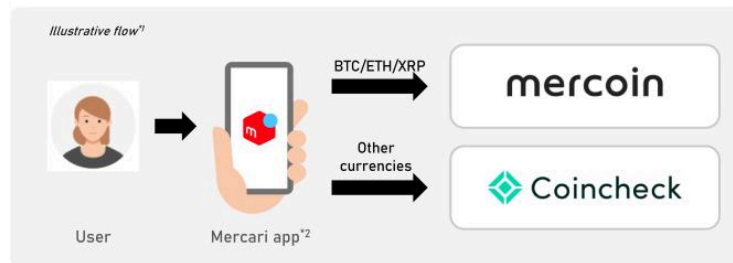 Illustrative flow*1
BTC/ETH/XRP
mercoin
m
Other
currencies
Coincheck
User
Mercari app*2